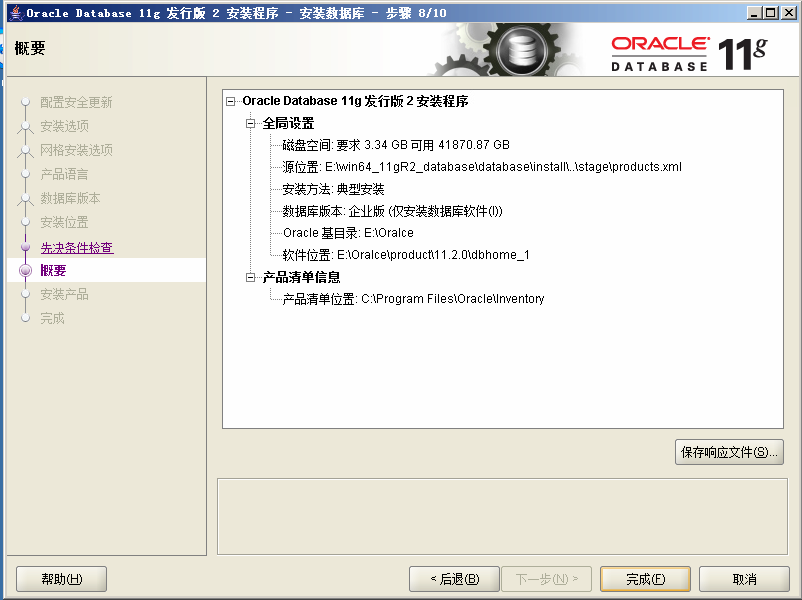 Oracle Database 11g 发行版 2 安装程序 - 安装数据库 - 步骤 8/10
概要
ORACLE
DATABASE 11g
配置安全更新
安装选项
网格安装选项
产品语言
数据库版本
安装位置
先决条件检查
概要
安装产品
完成
Oracle Database 11g 发行版 2 安装程序
全局设置
磁盘空间: 要求 3.34 GB 可用 41870.87 GB
源位置: E:\win64_11gR2_database\database\install\..\stage\products.xml
安装方法: 典型安装
数据库版本: 企业版 (仅安装数据库软件(I))
Oracle 基目录: E:\Oralce
软件位置: E:\Oralce\product\11.2.0\dbhome_1
产品清单信息
产品清单位置: C:\Program Files\Oracle\Inventory
保存响应文件(S)...
帮助(H)
< 后退(B)
下一步(N) >
完成(F)
取消